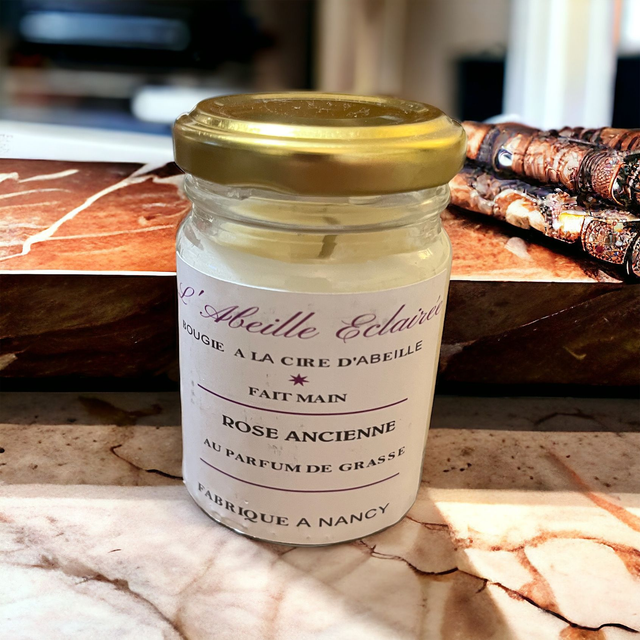 L'Abeille Eclairée
BOUGIE A LA CIRE D'ABEILLE
FAIT MAIN
ROSE ANCIENNE
AU PARFUM DE GRASSE
FABRIQUE A NANCY